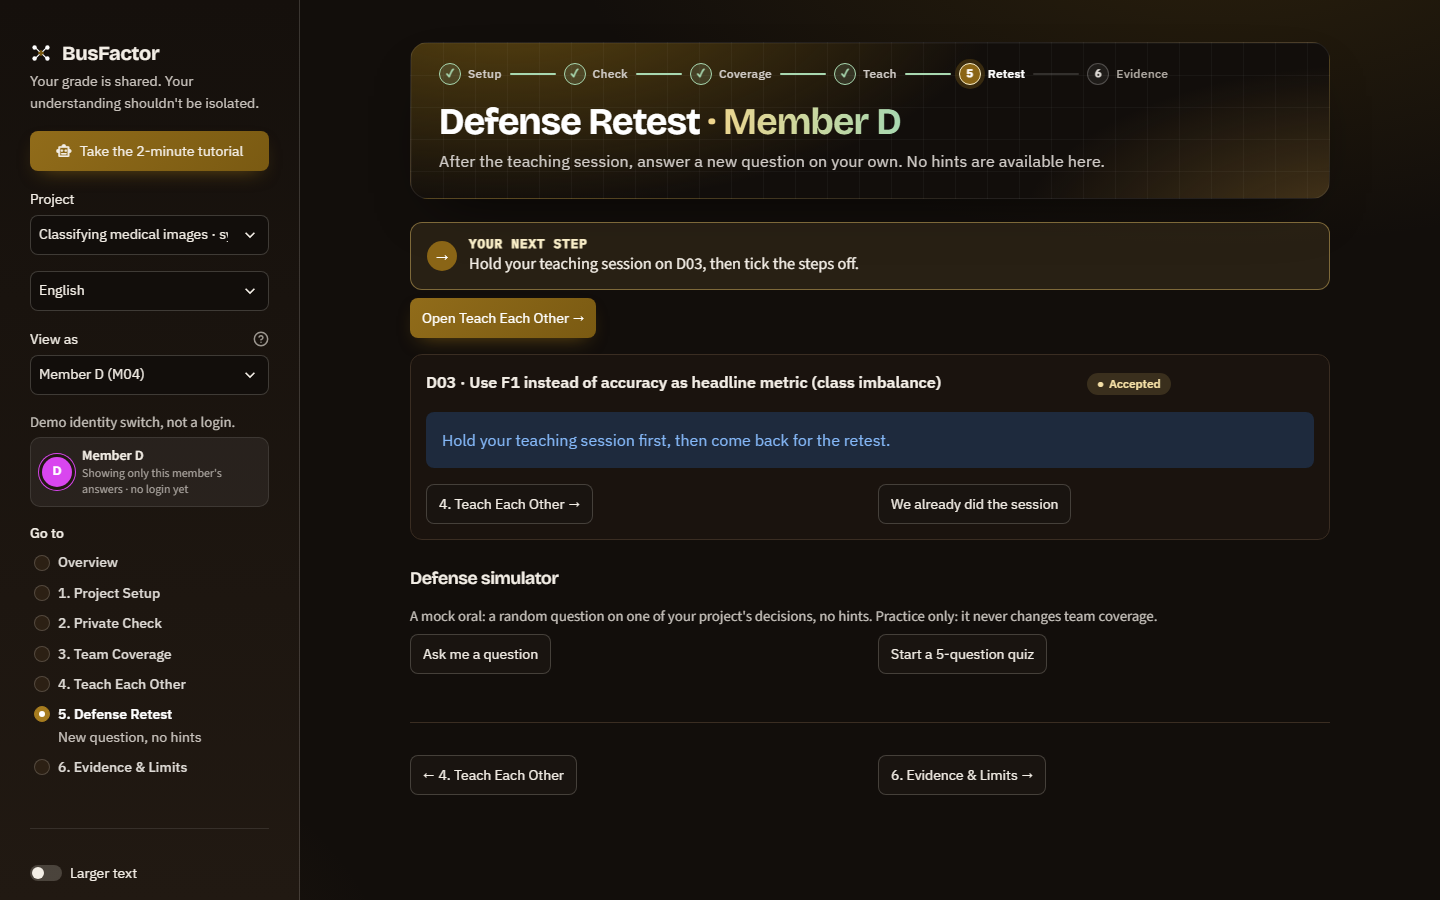 BusFactor
Your grade is shared. Your
understanding shouldn't be isolated.
Take the 2-minute tutorial
Project
Classifying medical images · sy
English
View as
Member D (M04)
Demo identity switch, not a login.
D
Member D
Showing only this member's
answers · no login yet
Go to
Overview
1. Project Setup
2. Private Check
3. Team Coverage
4. Teach Each Other
5. Defense Retest
New question, no hints
6. Evidence & Limits
Larger text
✓ Setup ✓ Check ✓ Coverage ✓ Teach 5 Retest 6 Evidence
Defense Retest · Member D
After the teaching session, answer a new question on your own. No hints are available here.
YOUR NEXT STEP
→ Hold your teaching session on D03, then tick the steps off.
Open Teach Each Other →
D03 · Use F1 instead of accuracy as headline metric (class imbalance)
● Accepted
Hold your teaching session first, then come back for the retest.
4. Teach Each Other →
We already did the session
Defense simulator
A mock oral: a random question on one of your project's decisions, no hints. Practice only: it never changes team coverage.
Ask me a question
Start a 5-question quiz
← 4. Teach Each Other
6. Evidence & Limits →